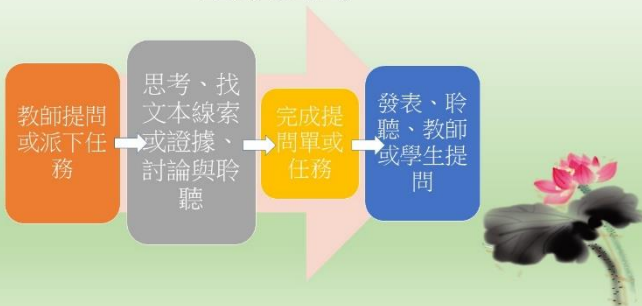 教師提問
或派下任
務
思考、找
文本線索
或證據、
討論與聆
聽
完成提
問單或
任務
發表、聆
聽、教師
或學生提
問